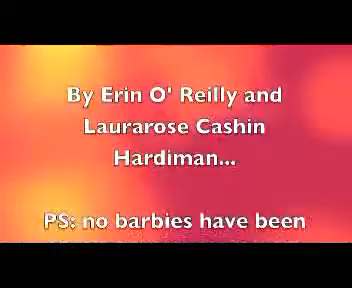 By Erin O' Reilly and
Laurarose Cashin
Hardiman...
PS: no barbies have been